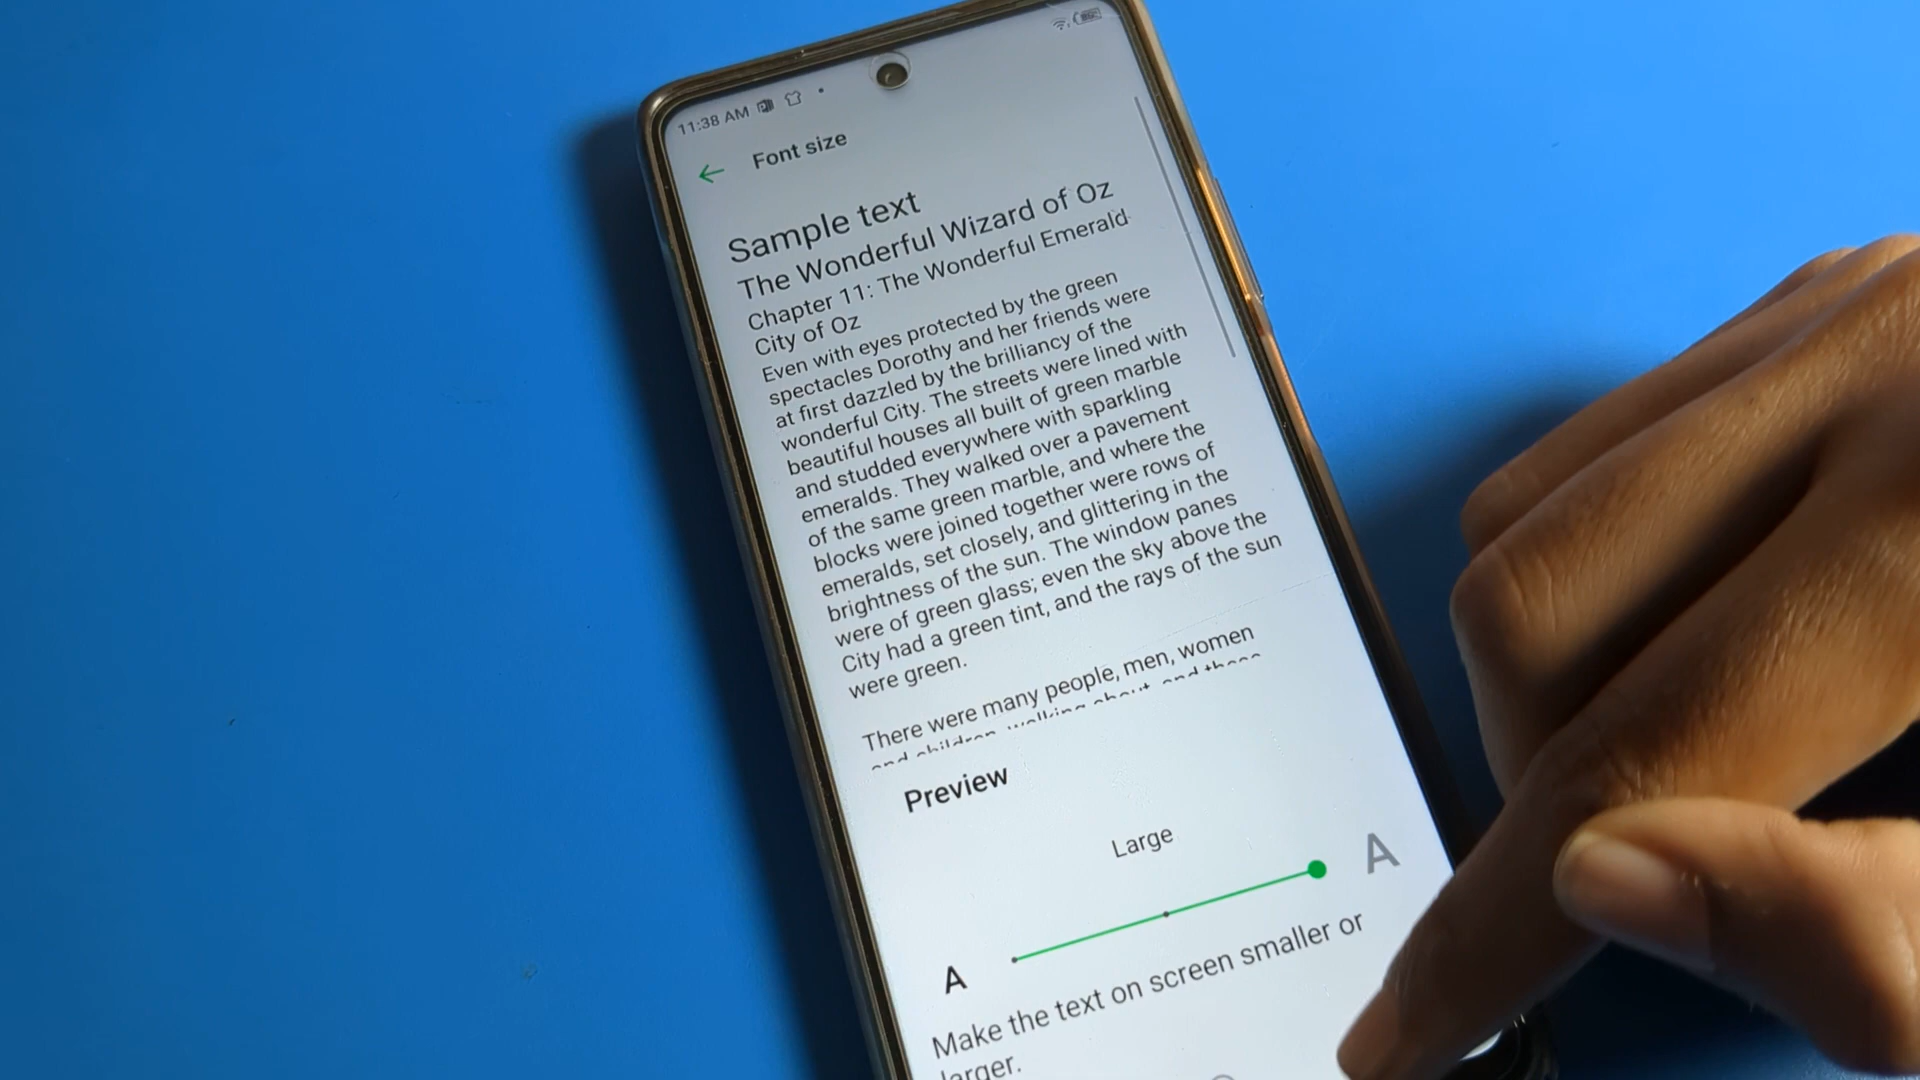 11:38 AM
Font size
Sample text
The Wonderful Wizard of Oz
Chapter 11: The Wonderful Emerald
City of Oz
Even with eyes protected by the green
spectacles Dorothy and her friends were
at first dazzled by the brilliancy of the
wonderful City. The streets were lined with
beautiful houses all built of green marble
and studded everywhere with sparkling
emeralds. They walked over a pavement
of the same green marble, and where the
blocks were joined together were rows of
emeralds, set closely, and glittering in the
brightness of the sun. The window panes
were of green glass; even the sky above the
City had a green tint, and the rays of the sun
were green.
There were many people, men, women
and children, walking about, and these
Preview
Large
A
A
Make the text on screen smaller or
larger.